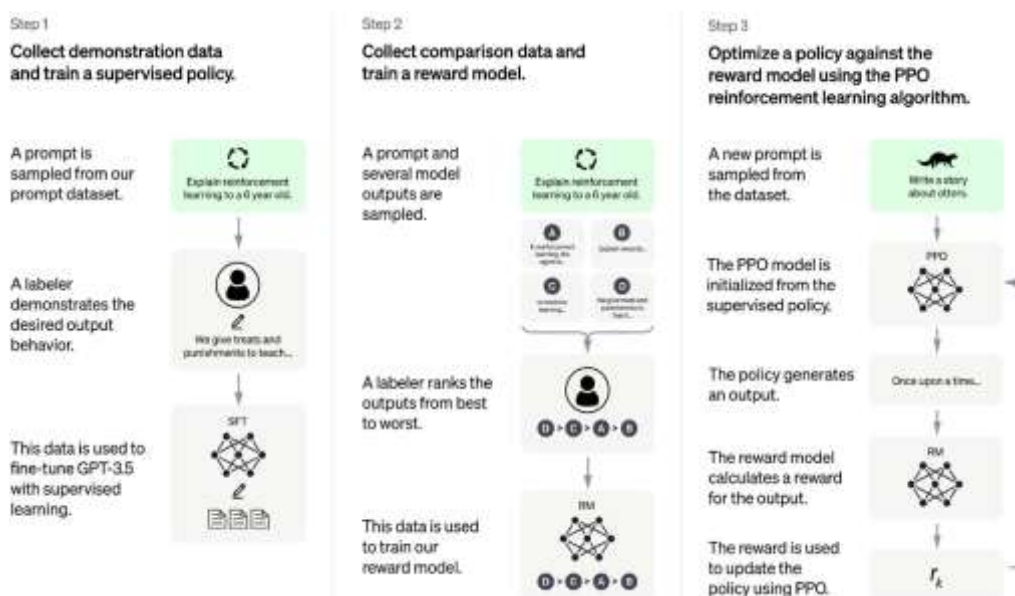 Step 1
Collect demonstration data
and train a supervised policy.
A prompt is
sampled from our
prompt dataset.
Explain reinforcement
learning to a 6 year old.
A labeler
demonstrates the
desired output
behavior.
We give treats and
punishments to teach...
This data is used to
fine-tune GPT-3.5
with supervised
learning.
SFT
Step 2
Collect comparison data and
train a reward model.
A prompt and
several model
outputs are
sampled.
Explain reinforcement
learning to a 6 year old.
A
B
C
D
A labeler ranks the
outputs from best
to worst.
D > C > A > B
This data is used
to train our
reward model.
RM
D > C > A > B
Step 3
Optimize a policy against the
reward model using the PPO
reinforcement learning algorithm.
A new prompt is
sampled from
the dataset.
Write a story
about otters.
The PPO model is
initialized from the
supervised policy.
PPO
The policy generates
an output.
Once upon a time...
The reward model
calculates a reward
for the output.
RM
The reward is used
to update the
policy using PPO.
rₖ